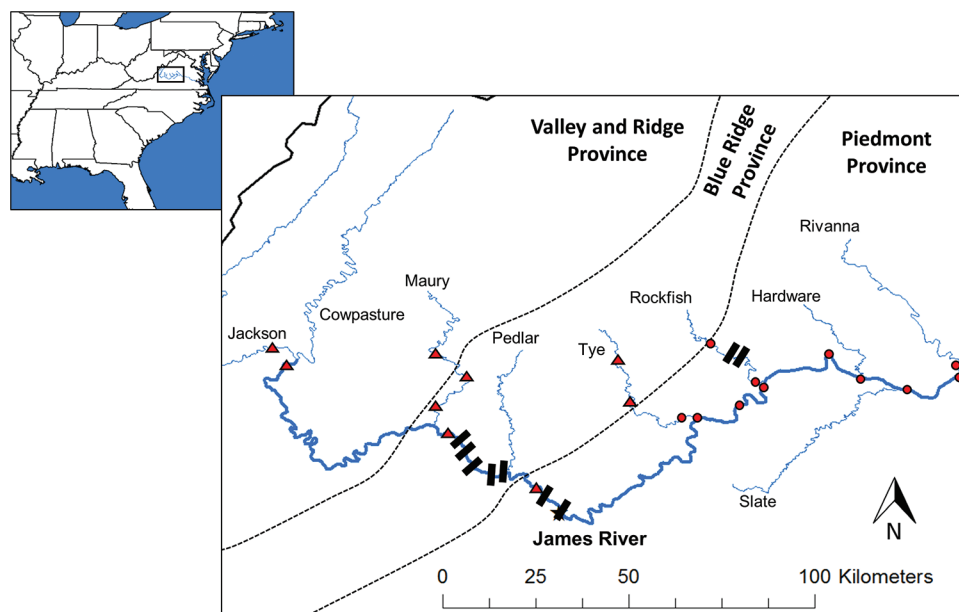 Valley and Ridge
Province
Blue Ridge
Province
Piedmont
Province
Rivanna
Maury
Rockfish
Hardware
Cowpasture
Jackson
Pedlar
Tye
Slate
James River
N
0 25 50 100 Kilometers